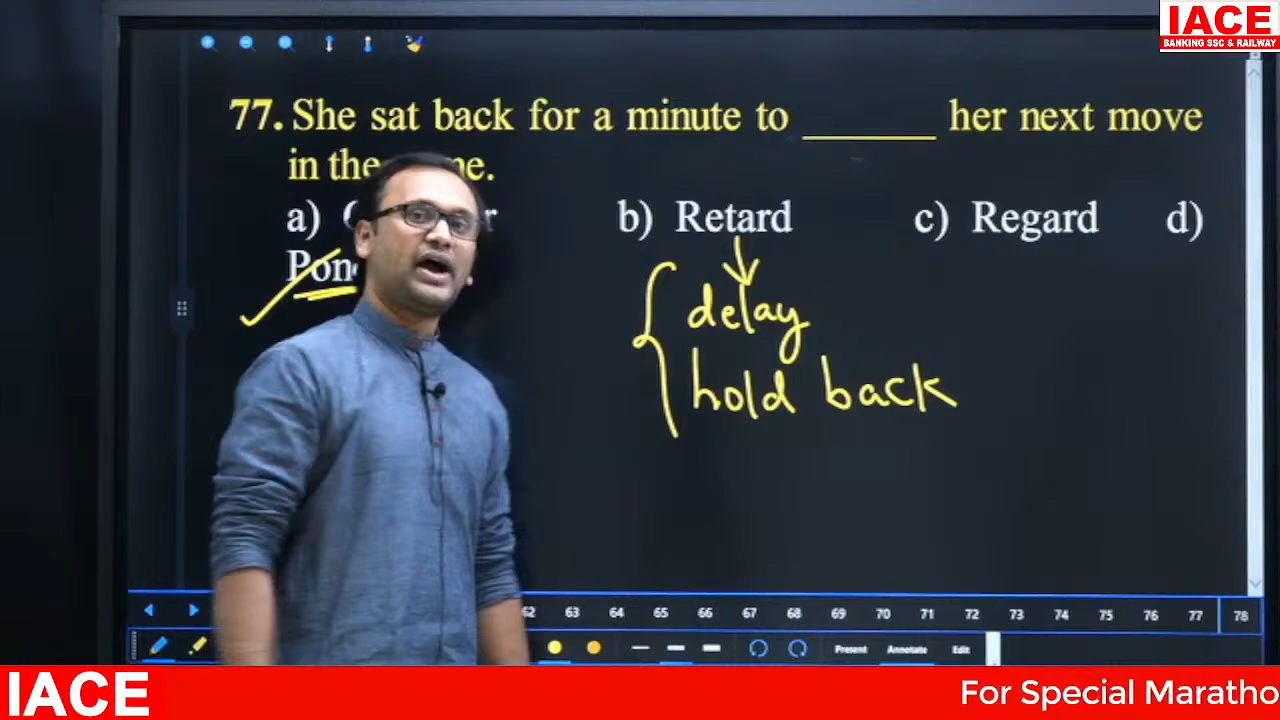 IACE
BANKING SSC & RAILWAY
77. She sat back for a minute to ______ her next move
in the
a) b) Retard c) Regard d)
delay
hold back
62 63 64 65 66 67 68 69 70 71 72 73 74 75 76 77 78
Present Annotate Edit
IACE For Special Maratho